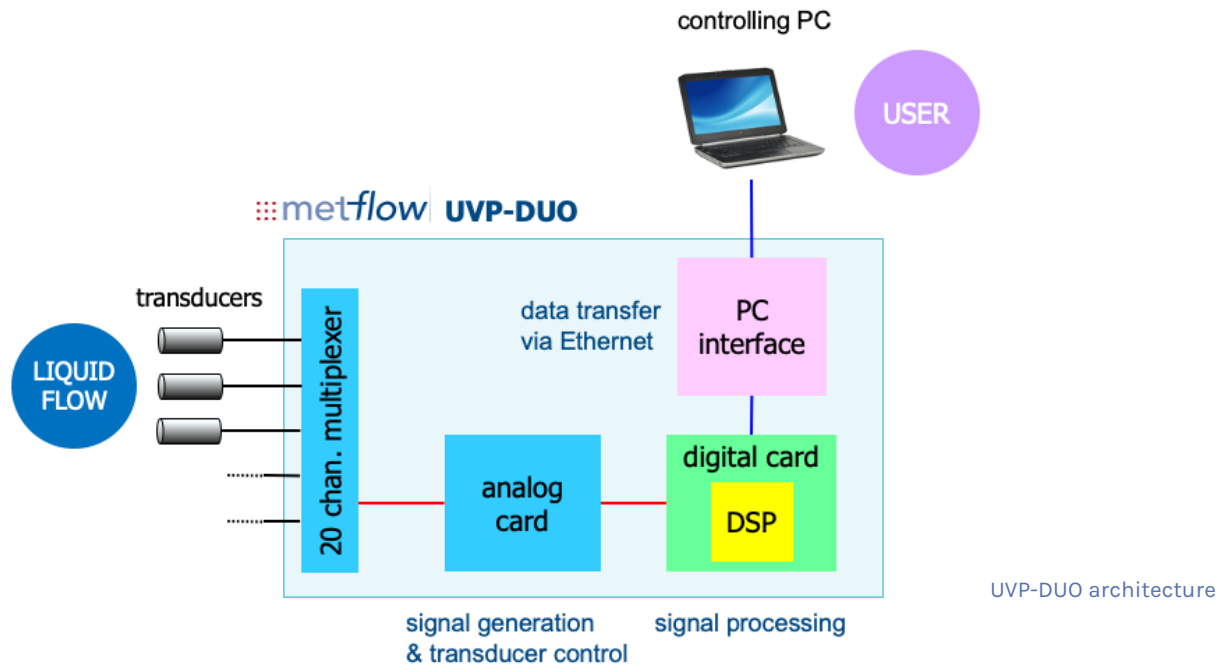 controlling PC
USER
metflow UVP-DUO
transducers
LIQUID
FLOW
20 chan. multiplexer
data transfer
via Ethernet
PC
interface
analog
card
digital card
DSP
signal generation
& transducer control
signal processing
UVP-DUO architecture